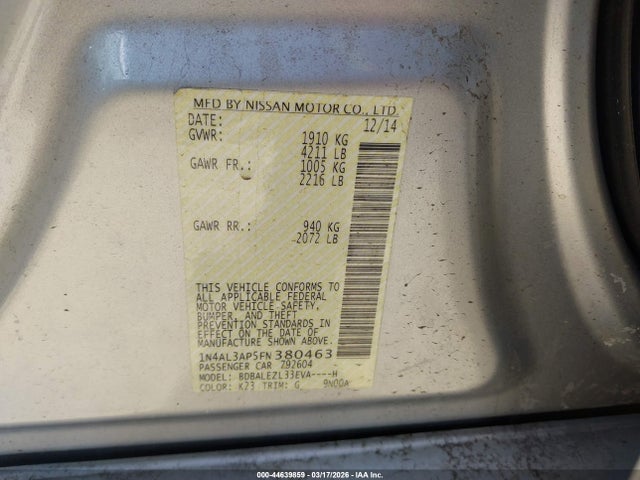 MFD BY NISSAN MOTOR CO., LTD.
DATE: 12/14
GVWR: 1910 KG
4211 LB
GAWR FR.: 1005 KG
2216 LB
GAWR RR.: 940 KG
2072 LB
THIS VEHICLE CONFORMS TO
ALL APPLICABLE FEDERAL
MOTOR VEHICLE SAFETY,
BUMPER, AND THEFT
PREVENTION STANDARDS IN
EFFECT ON THE DATE OF
MANUFACTURE SHOWN ABOVE.
1N4AL3AP5FN380463
PASSENGER CAR Z92604
MODEL: BDBALEZL33EVA----H
COLOR: K23 TRIM: G 9N00A
000-44639859 - 03/17/2026 - IAA Inc.